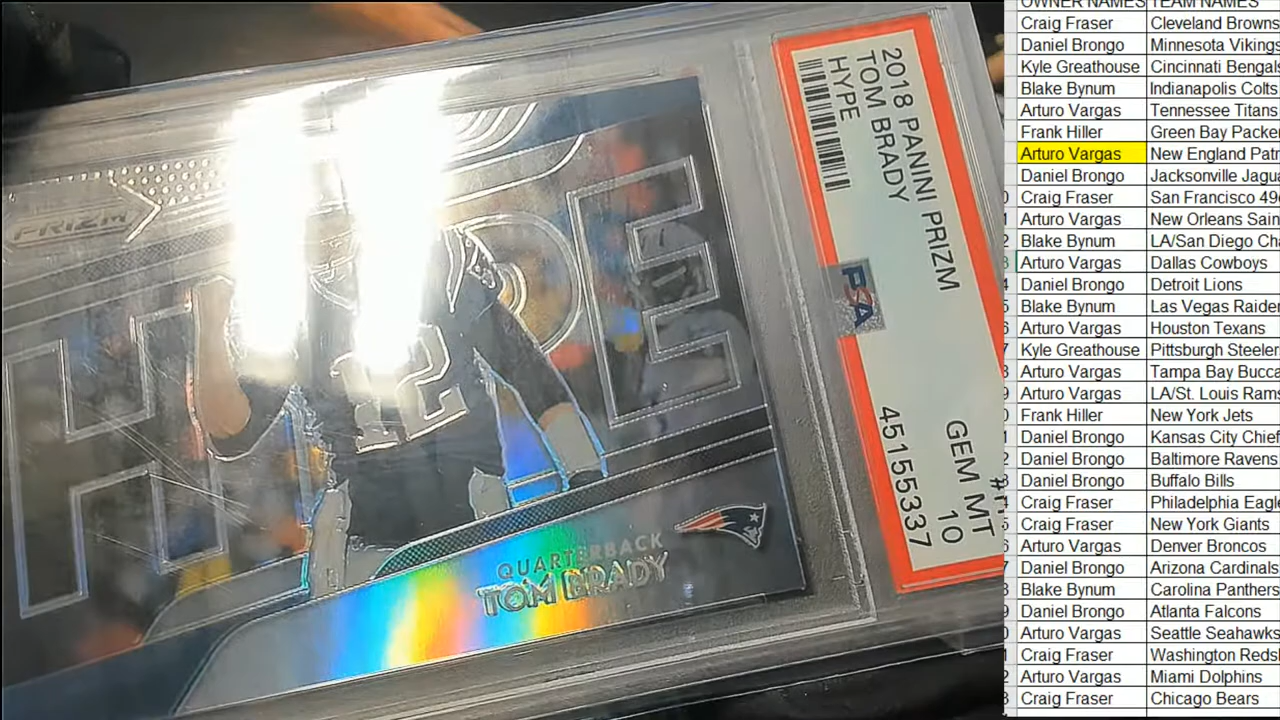 2018 PANINI PRIZM
TOM BRADY
HYPE
GEM MT
10
45155337
PSA
PRIZM
HYPE
12
QUARTERBACK
TOM BRADY
OWNER NAMES TEAM NAMES
Craig Fraser Cleveland Browns
Daniel Brongo Minnesota Vikings
Kyle Greathouse Cincinnati Bengals
Blake Bynum Indianapolis Colts
Arturo Vargas Tennessee Titans
Frank Hiller Green Bay Packe
Arturo Vargas New England Patr
Daniel Brongo Jacksonville Jagua
Craig Fraser San Francisco 49e
Arturo Vargas New Orleans Sain
Blake Bynum LA/San Diego Cha
Arturo Vargas Dallas Cowboys
Daniel Brongo Detroit Lions
Blake Bynum Las Vegas Raider
Arturo Vargas Houston Texans
Kyle Greathouse Pittsburgh Steeler
Arturo Vargas Tampa Bay Bucca
Arturo Vargas LA/St. Louis Rams
Frank Hiller New York Jets
Daniel Brongo Kansas City Chief
Daniel Brongo Baltimore Ravens
Daniel Brongo Buffalo Bills
Craig Fraser Philadelphia Eagle
Craig Fraser New York Giants
Arturo Vargas Denver Broncos
Daniel Brongo Arizona Cardinals
Blake Bynum Carolina Panthers
Daniel Brongo Atlanta Falcons
Arturo Vargas Seattle Seahawks
Craig Fraser Washington Reds
Arturo Vargas Miami Dolphins
Craig Fraser Chicago Bears